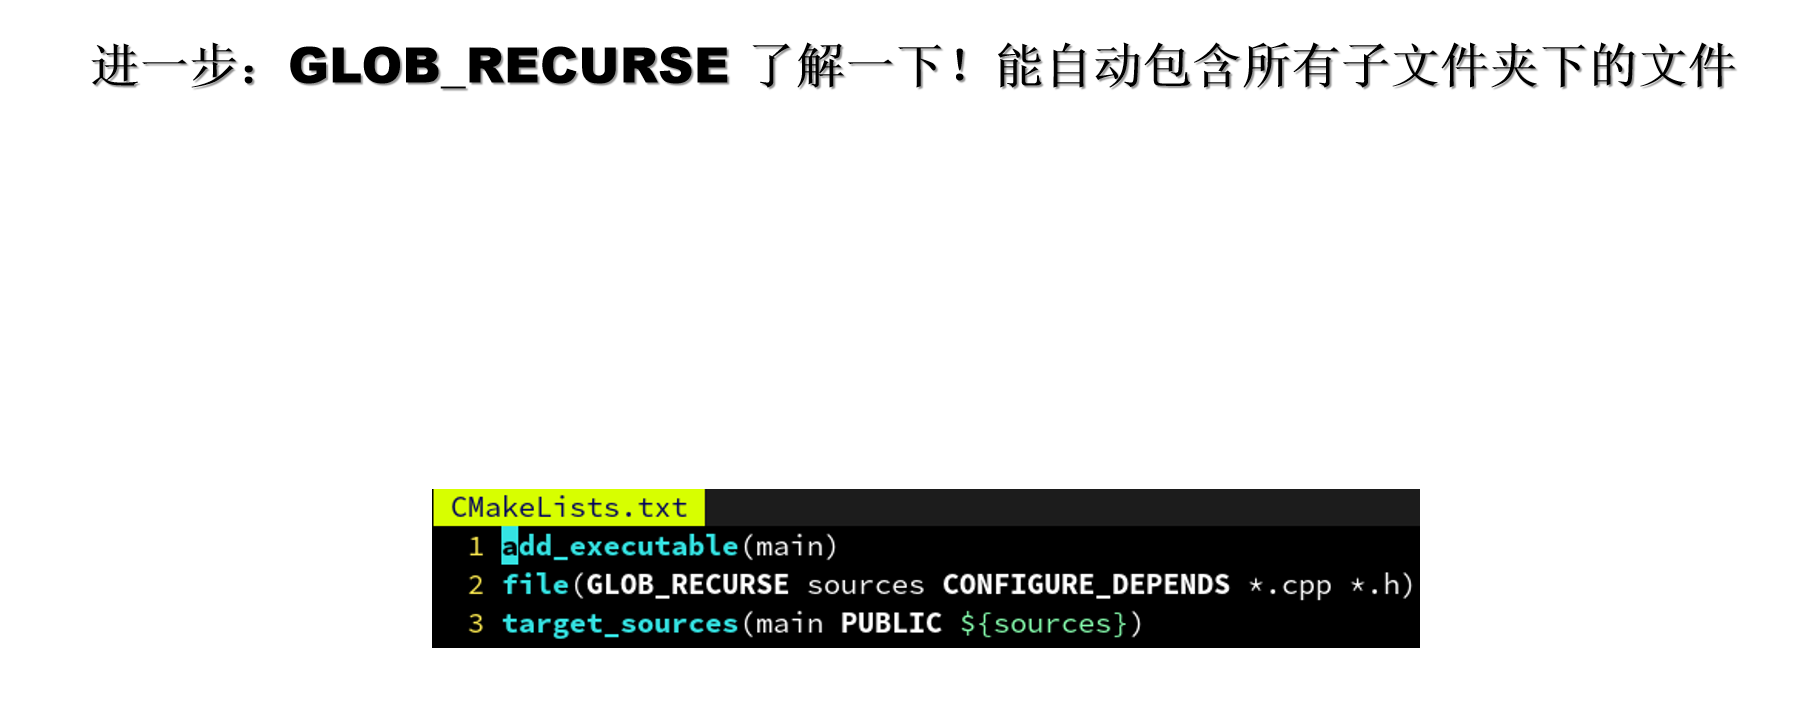 进一步：GLOB_RECURSE 了解一下！能自动包含所有子文件夹下的文件
CMakeLists.txt
1 add_executable(main)
2 file(GLOB_RECURSE sources CONFIGURE_DEPENDS *.cpp *.h)
3 target_sources(main PUBLIC ${sources})